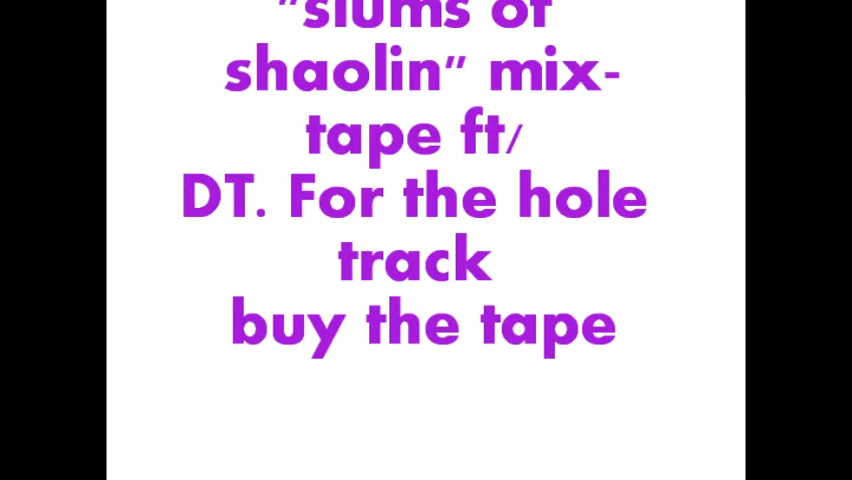 "slums of
shaolin" mix-
tape ft/
DT. For the hole
track
buy the tape